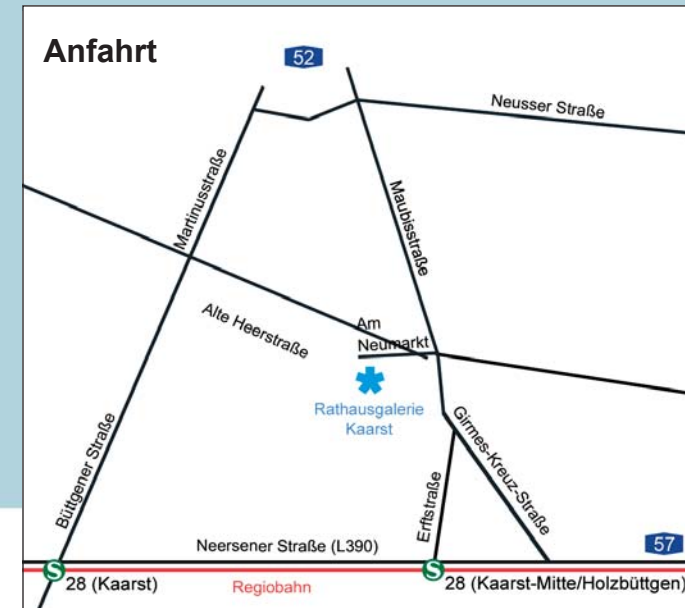 Anfahrt
52
Neusser Straße
Martinusstraße
Maubisstraße
Alte Heerstraße
Am
Neumarkt
Rathausgalerie
Kaarst
Büttgener Straße
Girmes-Kreuz-Straße
Erftstraße
Neersener Straße (L390)
57
S 28 (Kaarst)
Regiobahn
S 28 (Kaarst-Mitte/Holzbüttgen)